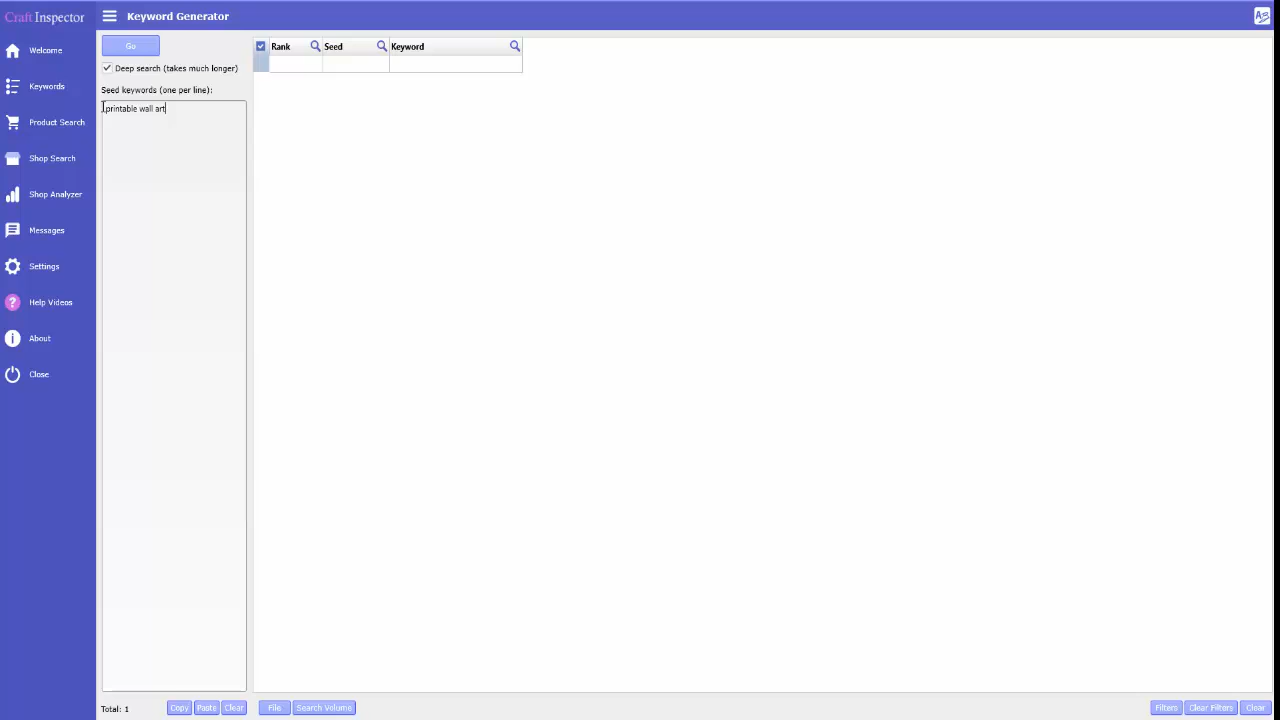 Craft Inspector
Keyword Generator
Welcome
Keywords
Product Search
Shop Search
Shop Analyzer
Messages
Settings
Help Videos
About
Close
Go
Deep search (takes much longer)
Seed keywords (one per line):
printable wall art
Total: 1
Copy
Paste
Clear
Rank
Seed
Keyword
File
Search Volume
Filters
Clear Filters
Clear